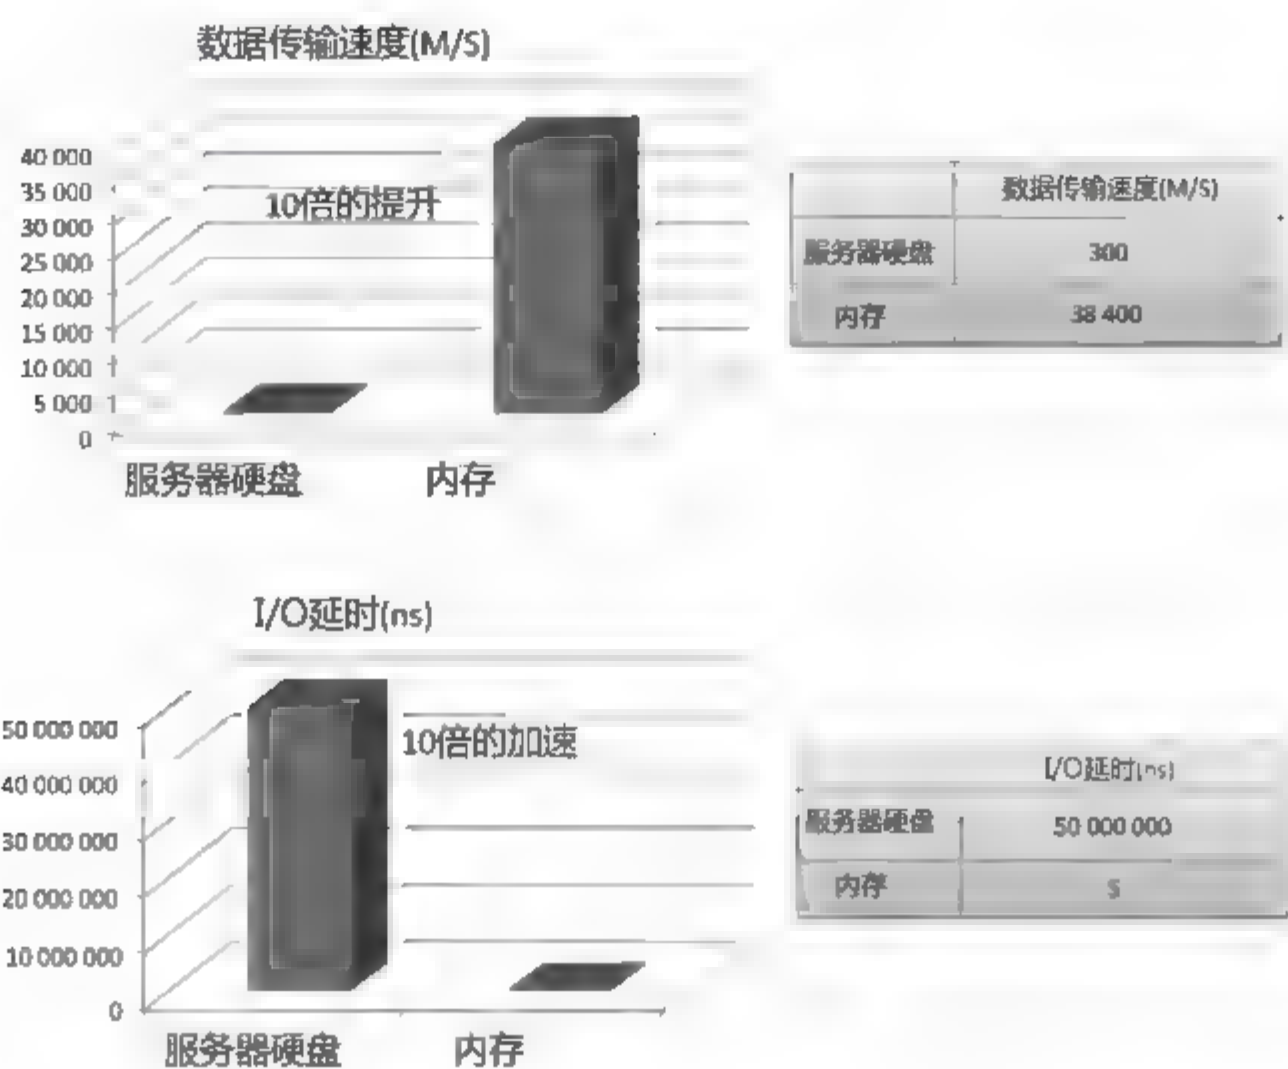 数据传输速度(M/S)
40 000
35 000
30 000
25 000
20 000
15 000
10 000
5 000
0
10倍的提升
服务器硬盘 内存
数据传输速度(M/S)
服务器硬盘 300
内存 38 400
I/O延时(ns)
50 000 000
40 000 000
30 000 000
20 000 000
10 000 000
0
10倍的加速
服务器硬盘 内存
I/O延时(ns)
服务器硬盘 50 000 000
内存 5